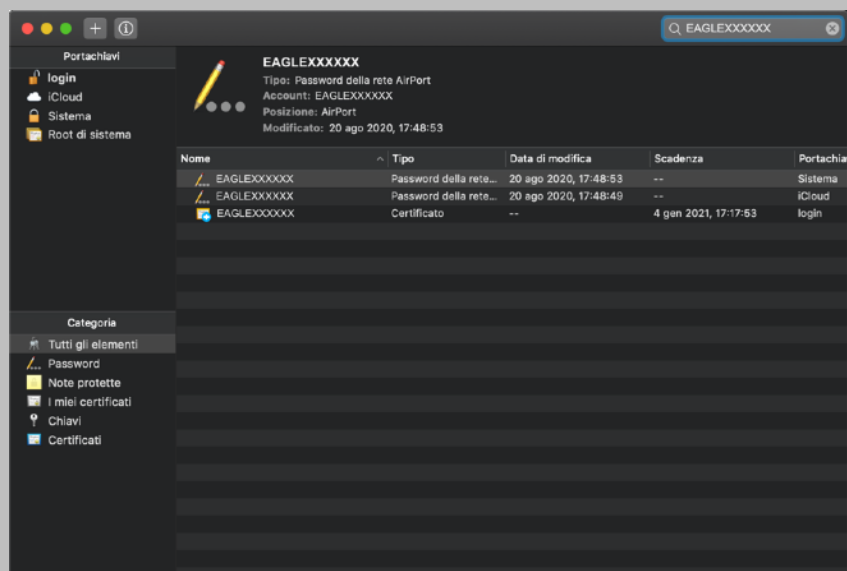 EAGLEXXXXXX
Portachiavi
login
iCloud
Sistema
Root di sistema
EAGLEXXXXXX
Tipo: Password della rete AirPort
Account: EAGLEXXXXXX
Posizione: AirPort
Modificato: 20 ago 2020, 17:48:53
Nome Tipo Data di modifica Scadenza Portachia
EAGLEXXXXXX Password della rete... 20 ago 2020, 17:48:53 -- Sistema
EAGLEXXXXXX Password della rete... 20 ago 2020, 17:48:49 -- iCloud
EAGLEXXXXXX Certificato -- 4 gen 2021, 17:17:53 login
Categoria
Tutti gli elementi
Password
Note protette
I miei certificati
Chiavi
Certificati